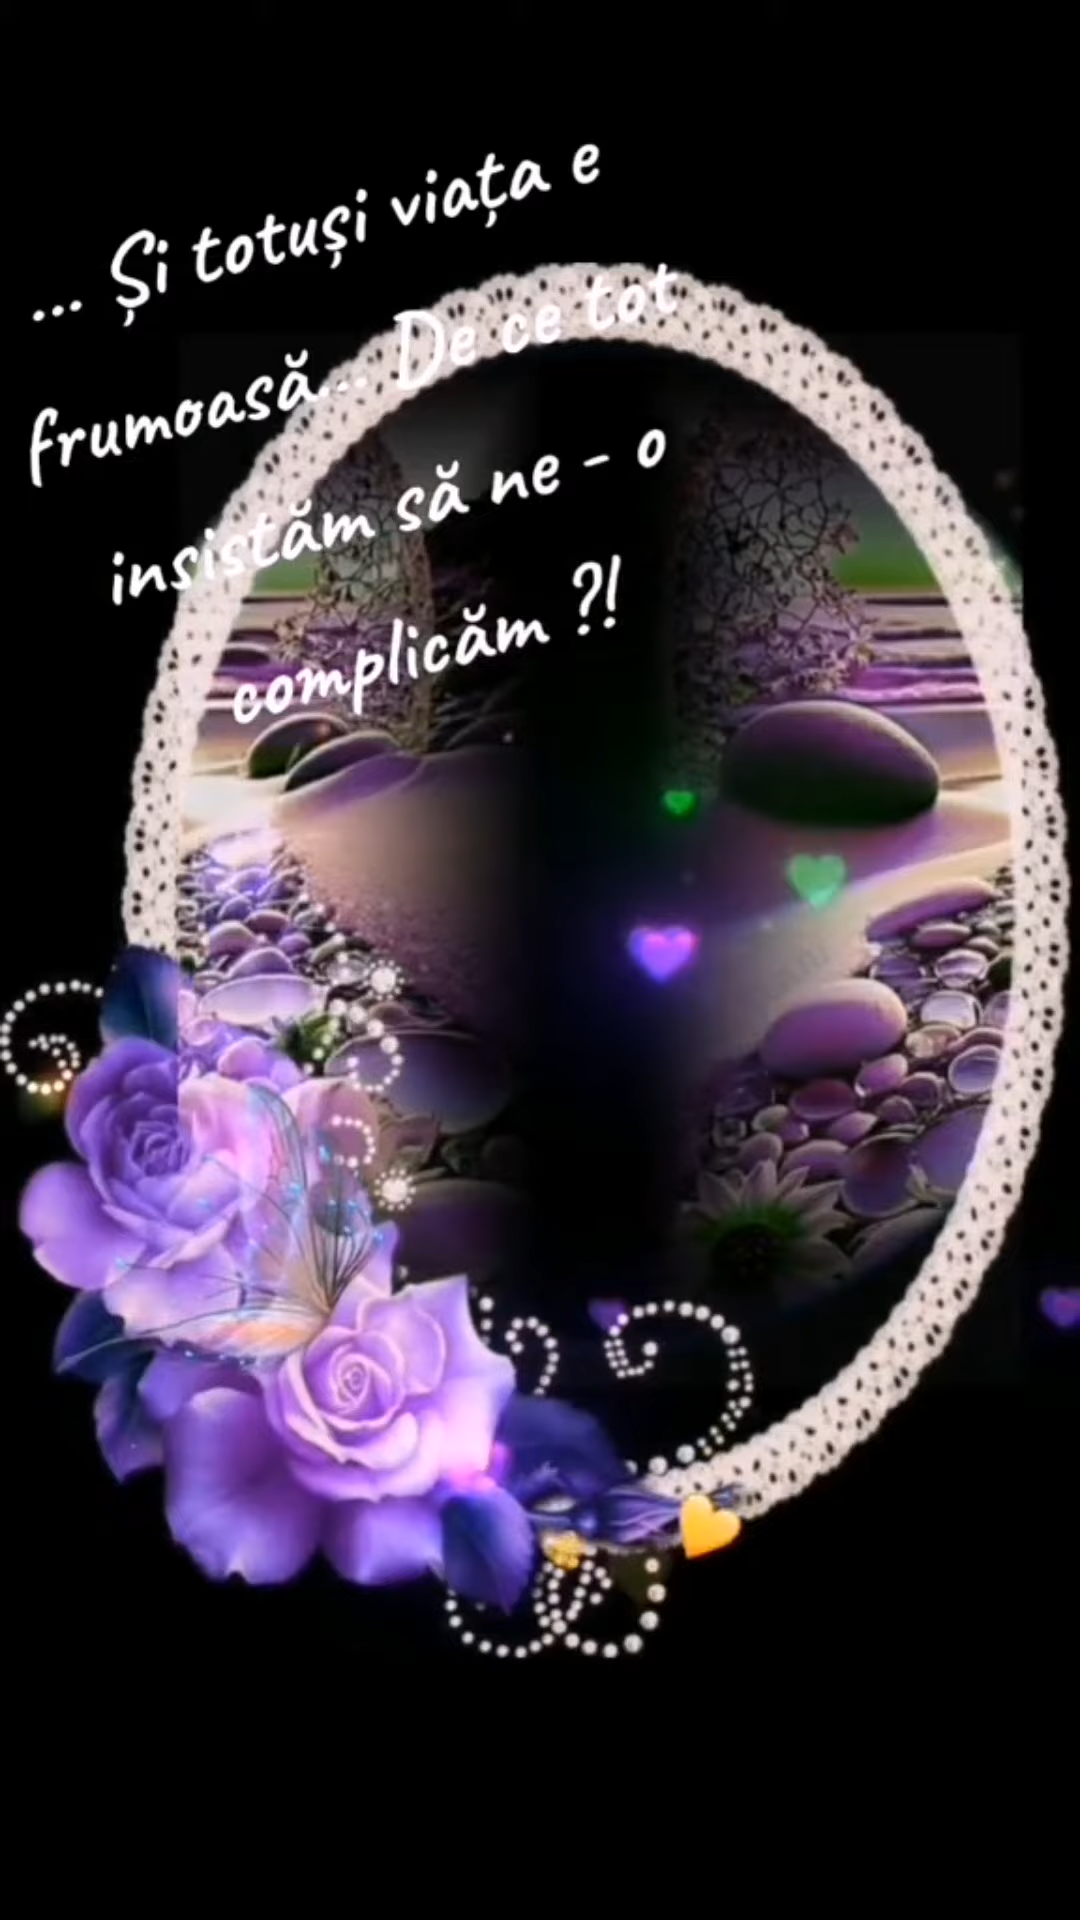 ... Și totuși viața e
frumoasă... De ce tot
insistăm să ne - o
complicăm ?!